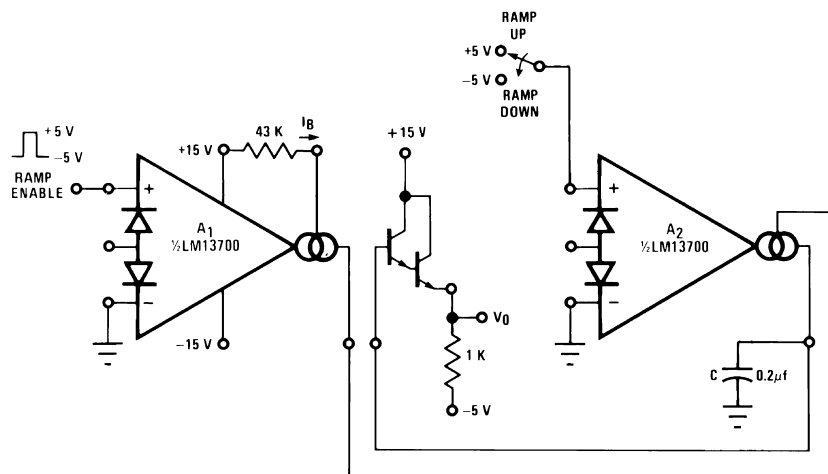 RAMP
UP
+5 V
−5 V
RAMP
DOWN
+5 V
−5 V
RAMP
ENABLE
+15 V
43 K
I_B
+15 V
+
A1
½LM13700
−
−15 V
V0
1 K
−5 V
+
A2
½LM13700
−
C
0.2μf